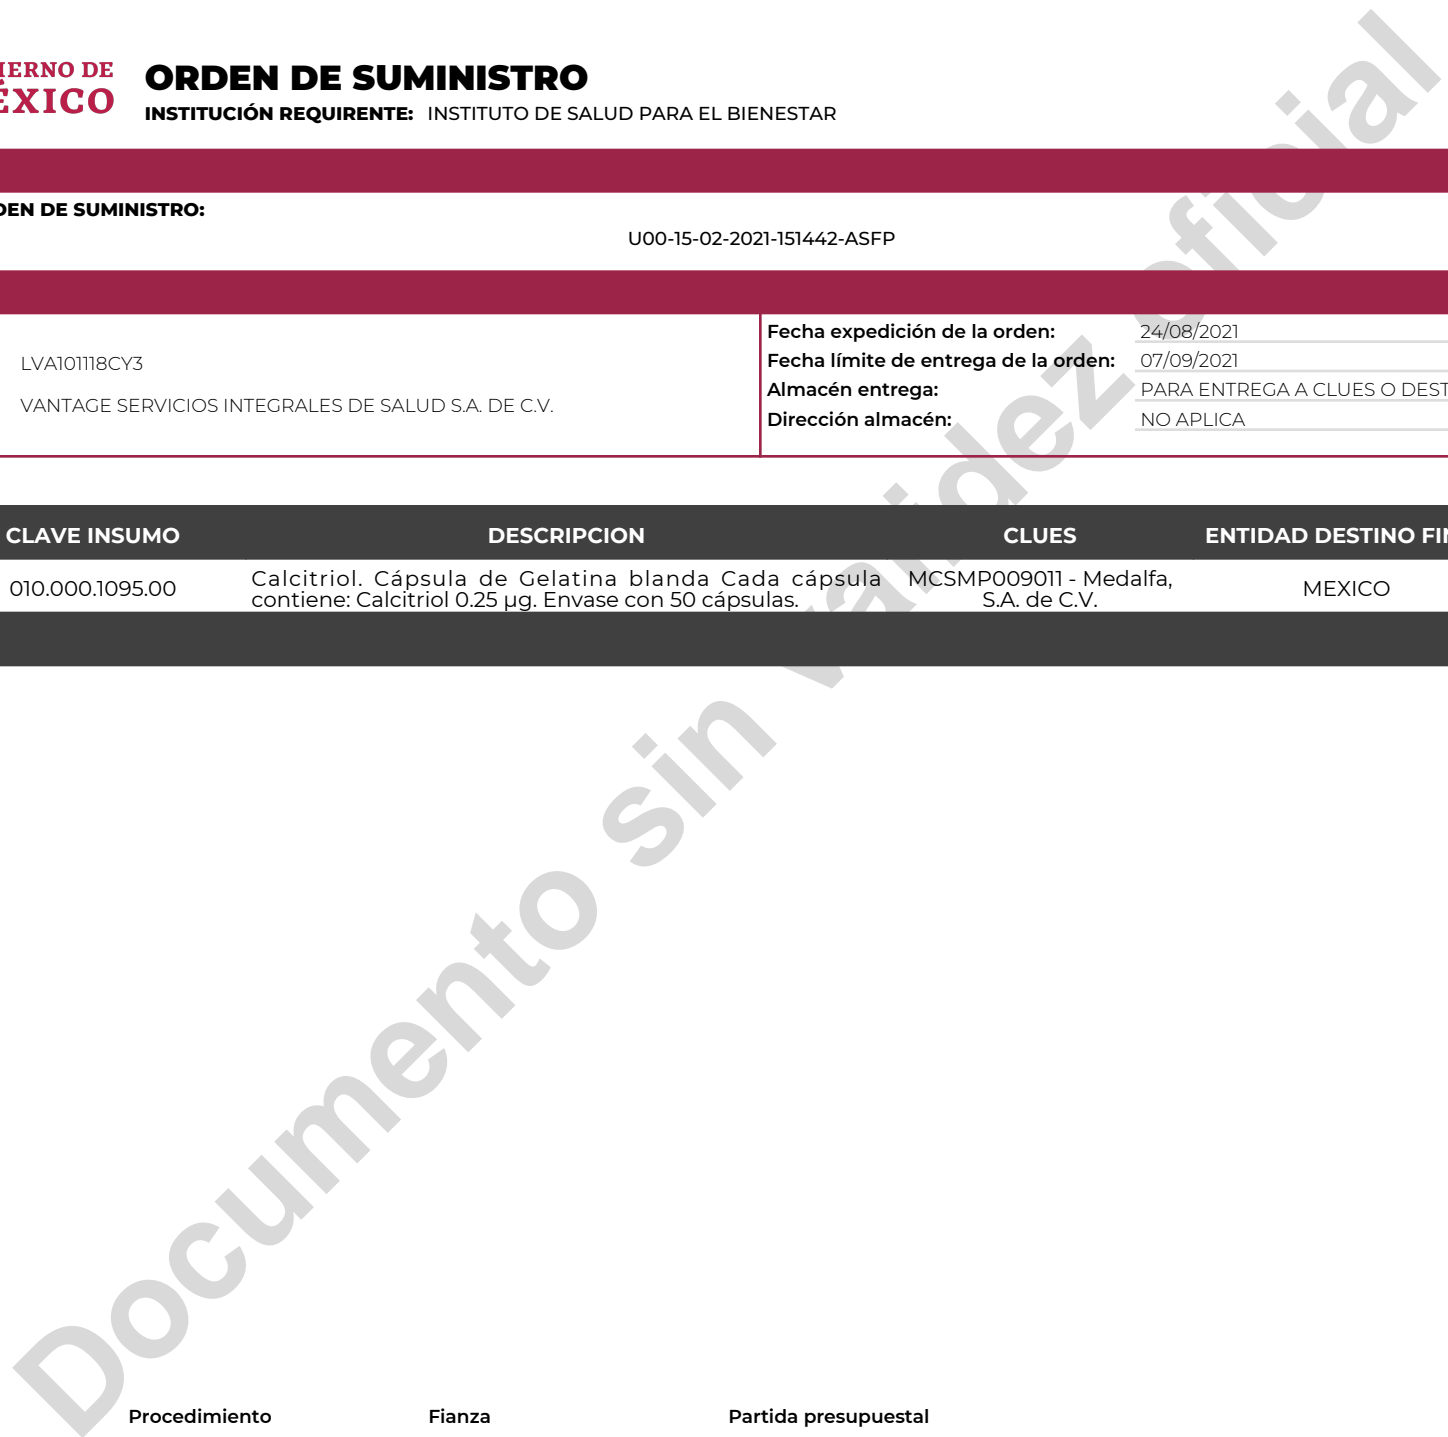 IERNO DE
ÉXICO
ORDEN DE SUMINISTRO
INSTITUCIÓN REQUIRENTE: INSTITUTO DE SALUD PARA EL BIENESTAR
DEN DE SUMINISTRO:
U00-15-02-2021-151442-ASFP
LVA101118CY3
VANTAGE SERVICIOS INTEGRALES DE SALUD S.A. DE C.V.
Fecha expedición de la orden: 24/08/2021
Fecha límite de entrega de la orden: 07/09/2021
Almacén entrega: PARA ENTREGA A CLUES O DEST
Dirección almacén: NO APLICA
CLAVE INSUMO DESCRIPCION CLUES ENTIDAD DESTINO FIN
010.000.1095.00
Calcitriol. Cápsula de Gelatina blanda Cada cápsula
contiene: Calcitriol 0.25 µg. Envase con 50 cápsulas.
MCSMP009011 - Medalfa,
S.A. de C.V.
MEXICO
Documento sin validez oficial
Procedimiento Fianza Partida presupuestal